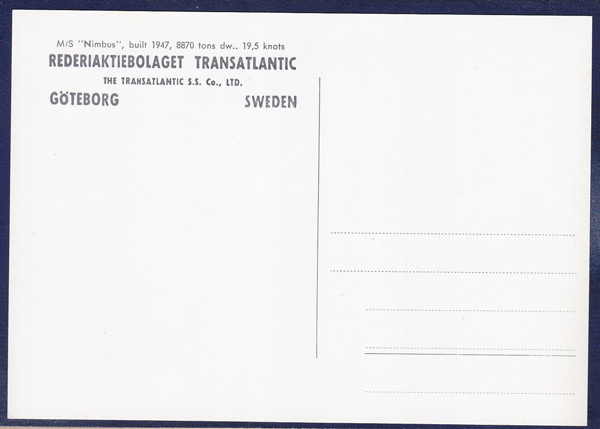 M/S "Nimbus", built 1947, 8870 tons dw.. 19,5 knots
REDERIAKTIEBOLAGET TRANSATLANTIC
THE TRANSATLANTIC S.S. Co., LTD.
GÖTEBORG SWEDEN